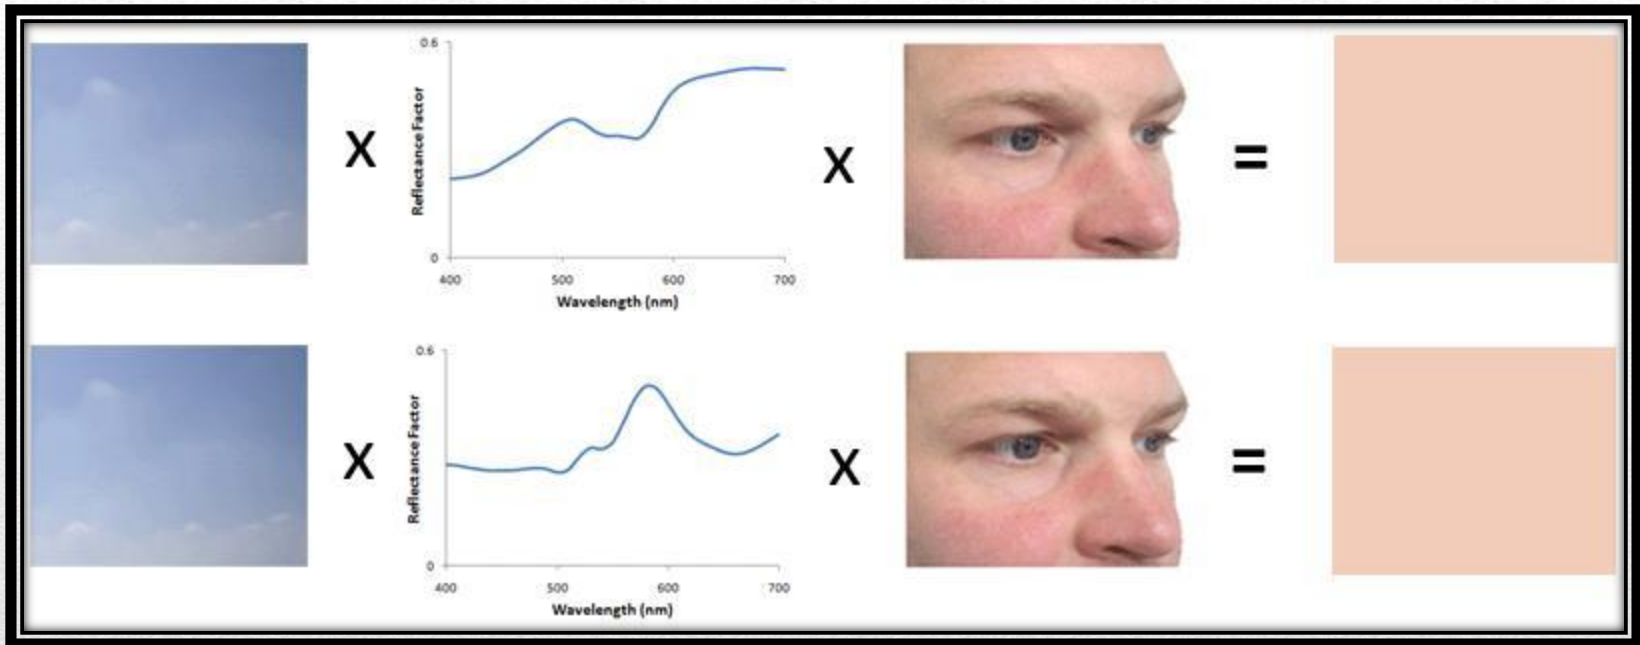 0.6
Reflectance Factor
X
X
=
0
400 500 600 700
Wavelength (nm)
0.6
Reflectance Factor
X
X
=
0
400 500 600 700
Wavelength (nm)